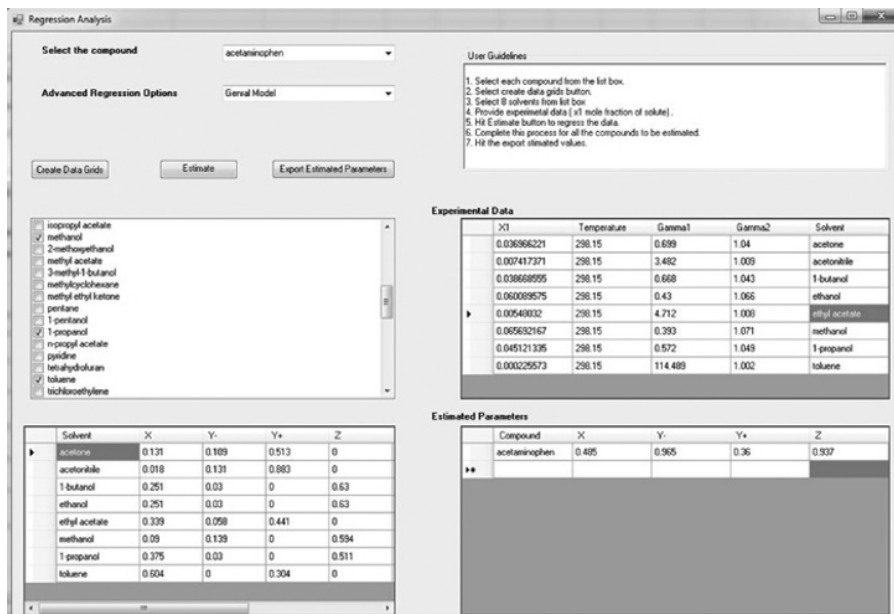 Regression Analysis
Select the compound
acetaminophen
Advanced Regression Options
Genral Model
Create Data Grids
Estimate
Export Estimated Parameters
User Guidelines
1. Select each compound from the list box.
2. Select create data grids button.
3. Select 8 solvents from list box
4. Provide experimetal data ( x1 mole fraction of solute) .
5. Hit Estimate button to regress the data.
6. Complete this process for all the compounds to be estimated.
7. Hit the export stimated values.
isopropyl acetate
methanol
2-methoxyethanol
methyl acetate
3-methyl-1-butanol
methylcyclohexane
methyl ethyl ketone
pentane
1-pentanol
1-propanol
n-propyl acetate
pyridine
tetrahydrofuran
toluene
trichloroethylene
Experimental Data
X1 Temperature Gamma1 Gamma2 Solvent
0.036966221 298.15 0.699 1.04 acetone
0.007417371 298.15 3.482 1.009 acetonitrile
0.038668555 298.15 0.668 1.043 1-butanol
0.060089575 298.15 0.43 1.066 ethanol
0.00548032 298.15 4.712 1.008 ethyl acetate
0.065692167 298.15 0.393 1.071 methanol
0.045121335 298.15 0.572 1.049 1-propanol
0.000225573 298.15 114.489 1.002 toluene
Solvent X Y- Y+ Z
acetone 0.131 0.109 0.513 0
acetonitrile 0.018 0.131 0.883 0
1-butanol 0.251 0.03 0 0.63
ethanol 0.251 0.03 0 0.63
ethyl acetate 0.339 0.058 0.441 0
methanol 0.09 0.139 0 0.594
1-propanol 0.375 0.03 0 0.511
toluene 0.604 0 0.304 0
Estimated Parameters
Compound X Y- Y+ Z
acetaminophen 0.485 0.965 0.36 0.937